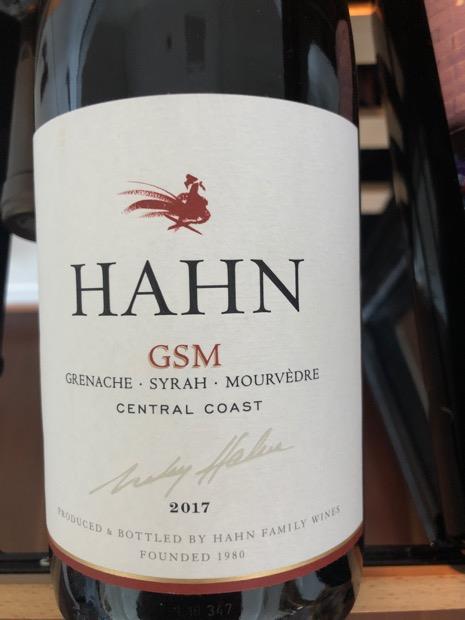 HAHN
GSM
GRENACHE · SYRAH · MOURVÈDRE
CENTRAL COAST
2017
PRODUCED & BOTTLED BY HAHN FAMILY WINES
FOUNDED 1980